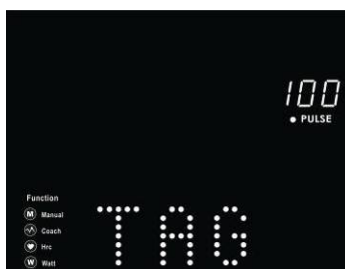 100
• PULSE
Function
M Manual
Coach
Hrc
W Watt
TAG